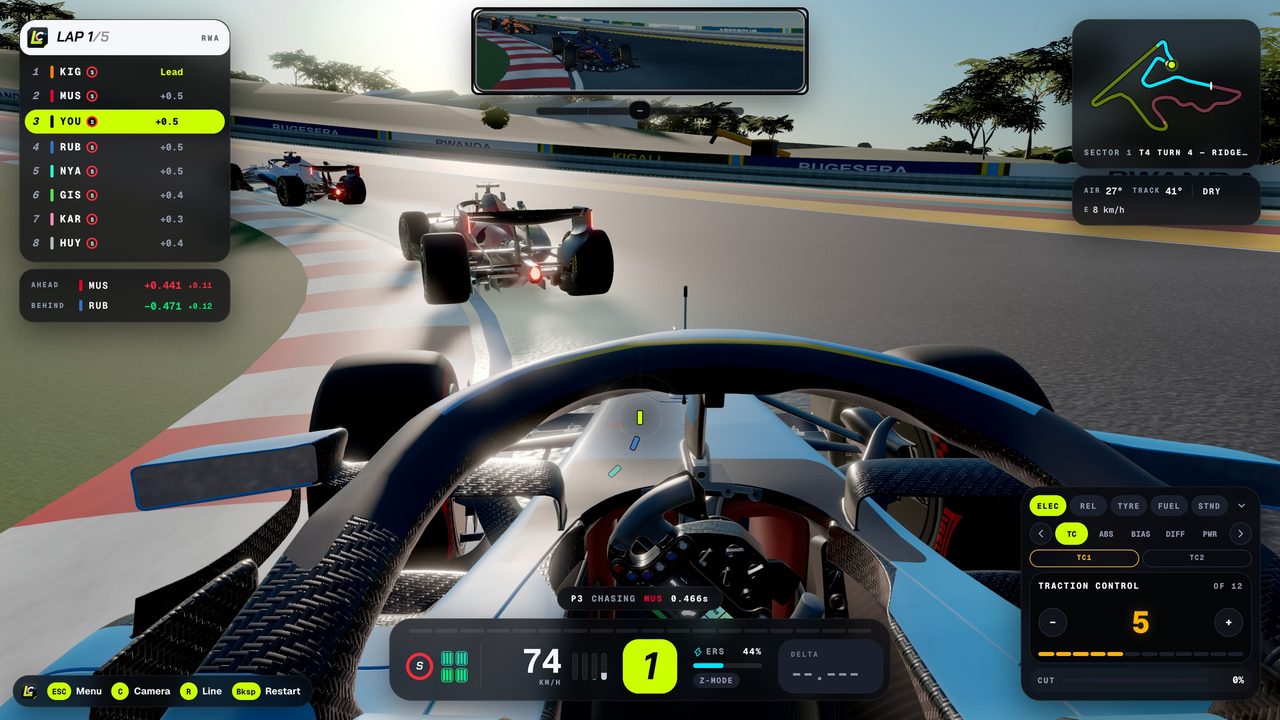 LAP 1/5 RWA
1 KIG S Lead
2 MUS S +0.5
3 YOU S +0.5
4 RUB S +0.5
5 NYA S +0.5
6 GIS S +0.4
7 KAR S +0.3
8 HUY S +0.4
AHEAD MUS +0.441 ▲0.11
BEHIND RUB −0.471 ▲0.12
BUGESERA
RWANDA
KIGALI
BUGESERA
RWANDA
SECTOR 1 T4 TURN 4 — RIDGE…
AIR 27° TRACK 41° DRY
E 8 km/h
ELEC REL TYRE FUEL STND
TC ABS BIAS DIFF PWR
TC1 TC2
TRACTION CONTROL OF 12
− 5 +
CUT 0%
P3 CHASING MUS 0.466s
S 74 KM/H 1 ERS 44% Z-MODE DELTA --.---
ESC Menu C Camera R Line Bksp Restart